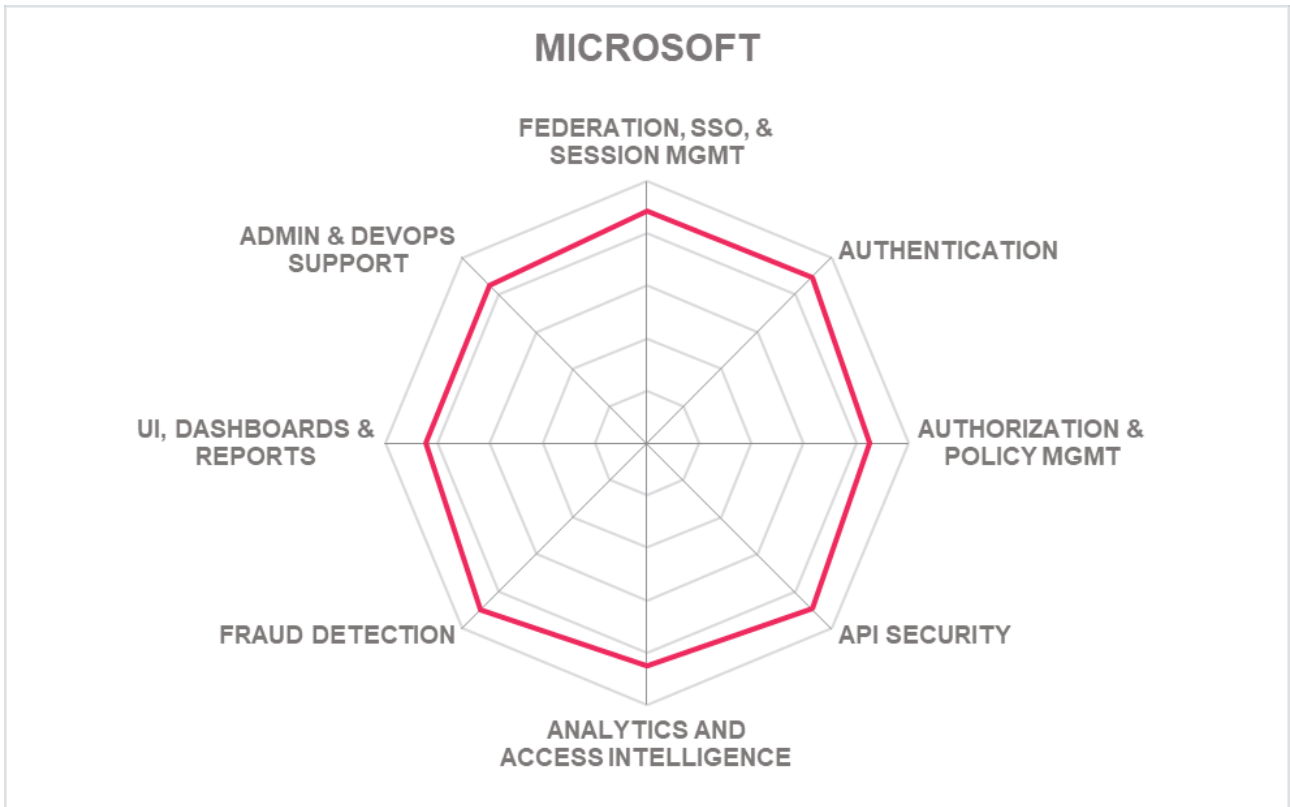 MICROSOFT
FEDERATION, SSO, &
SESSION MGMT
AUTHENTICATION
AUTHORIZATION &
POLICY MGMT
API SECURITY
ANALYTICS AND
ACCESS INTELLIGENCE
FRAUD DETECTION
UI, DASHBOARDS &
REPORTS
ADMIN & DEVOPS
SUPPORT